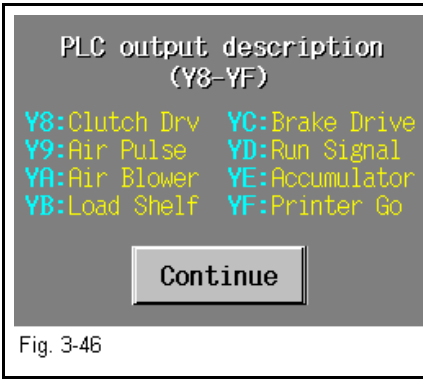 PLC output description
(Y8-YF)
Y8:Clutch Drv YC:Brake Drive
Y9:Air Pulse YD:Run Signal
YA:Air Blower YE:Accumulator
YB:Load Shelf YF:Printer Go
Continue
Fig. 3-46